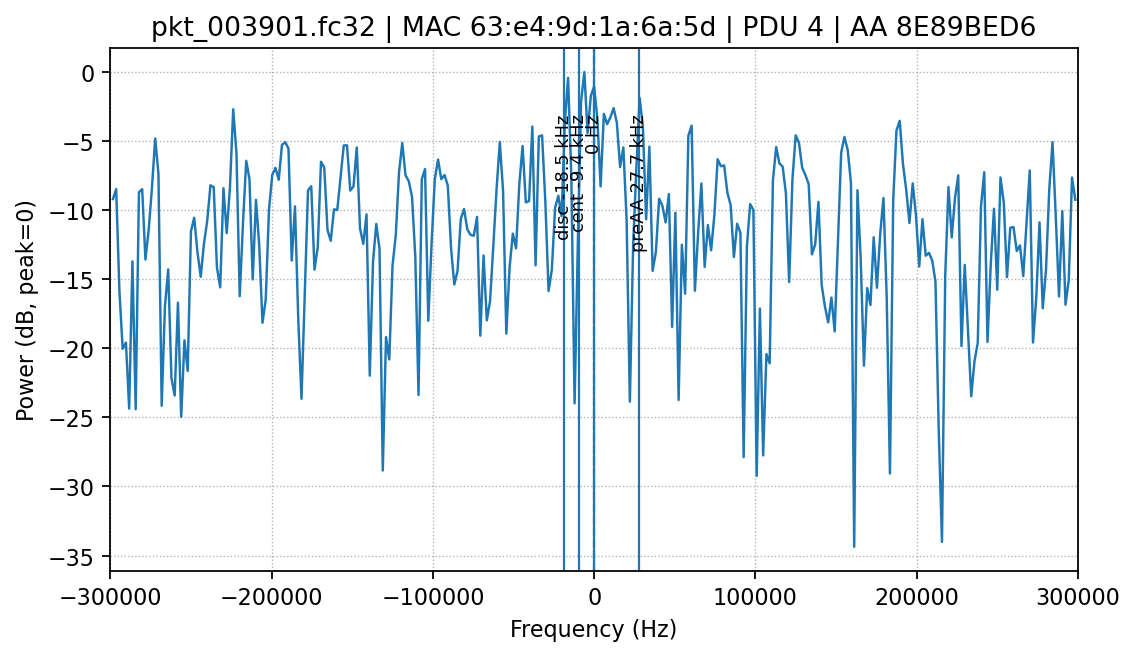 pkt_003901.fc32 | MAC 63:e4:9d:1a:6a:5d | PDU 4 | AA 8E89BED6
0
−5
−10
−15
−20
−25
−30
−35
Power (dB, peak=0)
disc -18.5 kHz
cent -9.4 kHz
0 Hz
preAA 27.7 kHz
−300000
−200000
−100000
0
100000
200000
300000
Frequency (Hz)